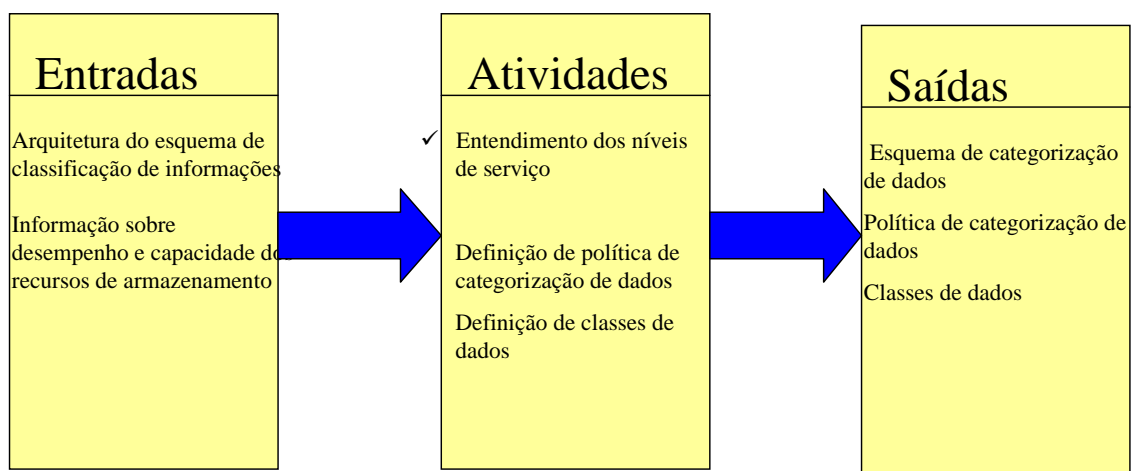 Entradas
Arquitetura do esquema de
classificação de informações
Informação sobre
desempenho e capacidade dos
recursos de armazenamento
Atividades
✓ Entendimento dos níveis
de serviço
Definição de política de
categorização de dados
Definição de classes de
dados
Saídas
Esquema de categorização
de dados
Política de categorização de
dados
Classes de dados